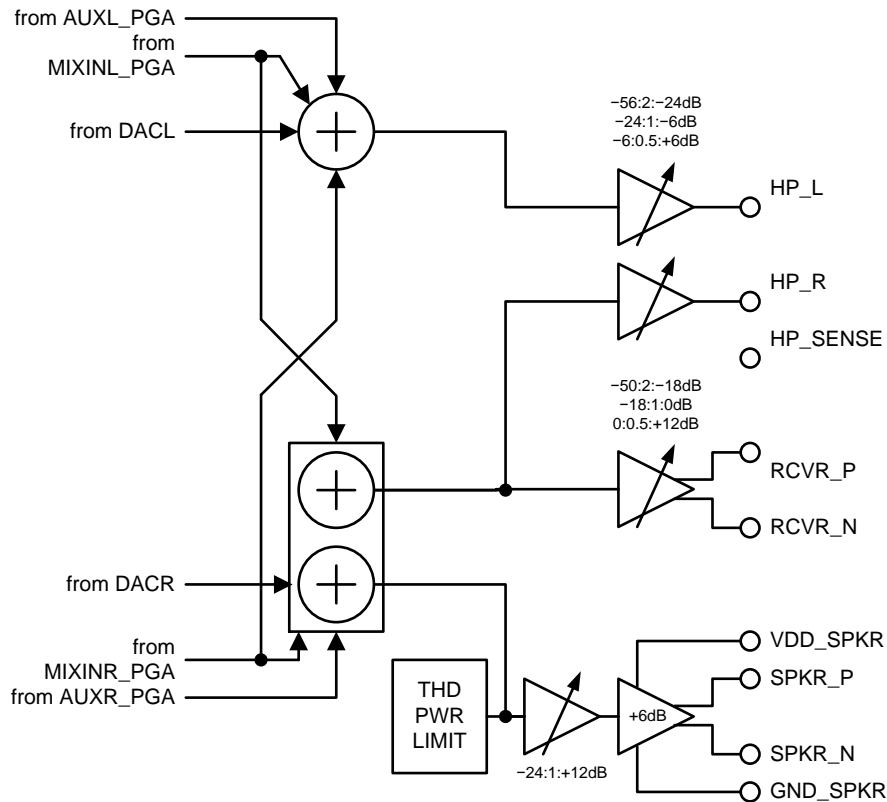 from AUXL_PGA
from
MIXINL_PGA
from DACL
−56:2:−24dB
−24:1:−6dB
−6:0.5:+6dB
HP_L
HP_R
HP_SENSE
−50:2:−18dB
−18:1:0dB
0:0.5:+12dB
RCVR_P
RCVR_N
from DACR
from
MIXINR_PGA
from AUXR_PGA
THD
PWR
LIMIT
−24:1:+12dB
+6dB
VDD_SPKR
SPKR_P
SPKR_N
GND_SPKR